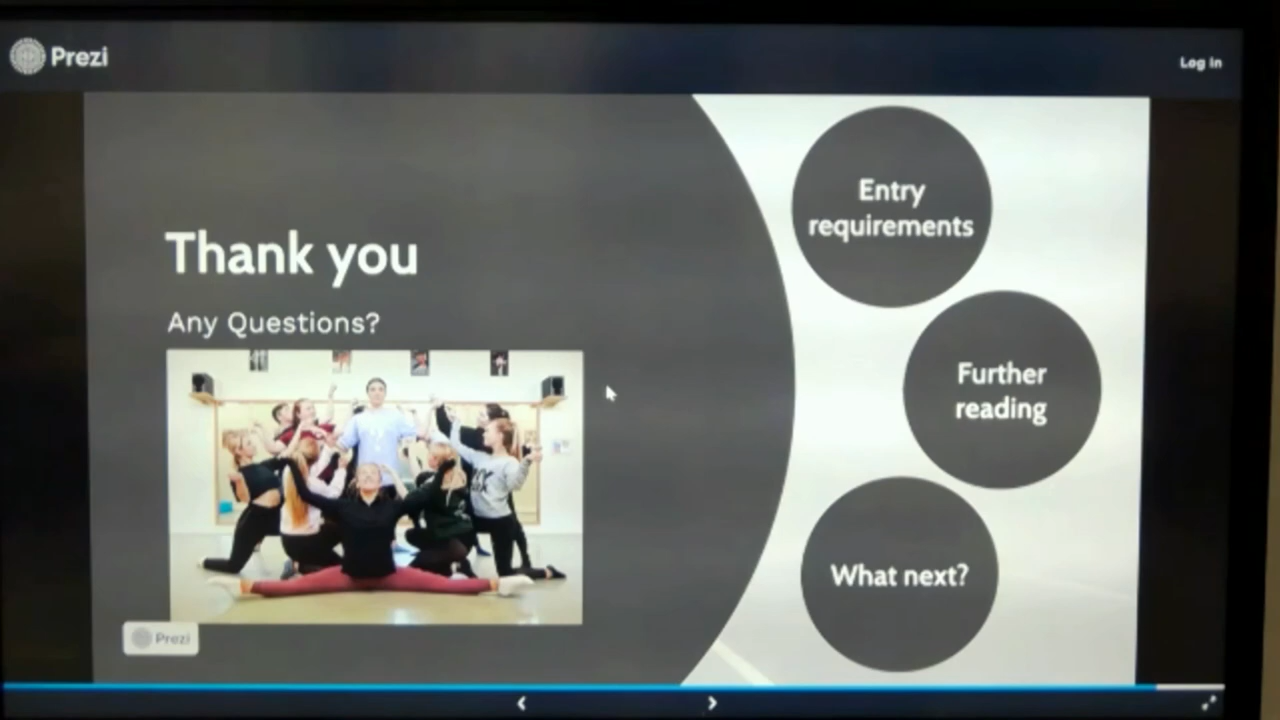 Prezi
Log in
Thank you
Any Questions?
Entry
requirements
Further
reading
What next?
Prezi